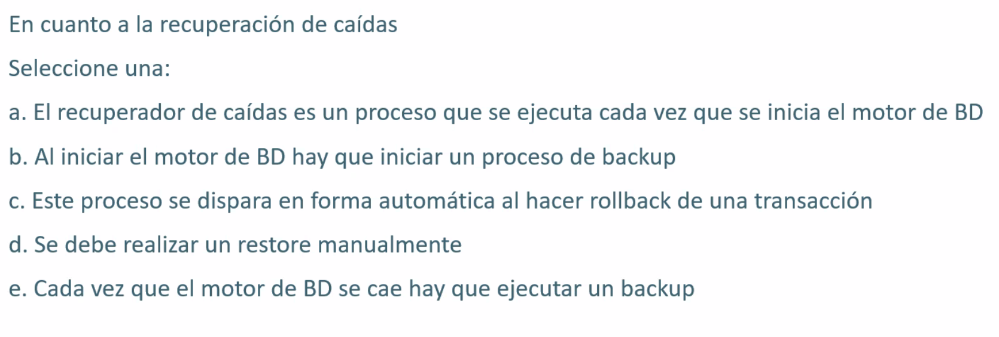 En cuanto a la recuperación de caídas
Seleccione una:
a. El recuperador de caídas es un proceso que se ejecuta cada vez que se inicia el motor de BD
b. Al iniciar el motor de BD hay que iniciar un proceso de backup
c. Este proceso se dispara en forma automática al hacer rollback de una transacción
d. Se debe realizar un restore manualmente
e. Cada vez que el motor de BD se cae hay que ejecutar un backup